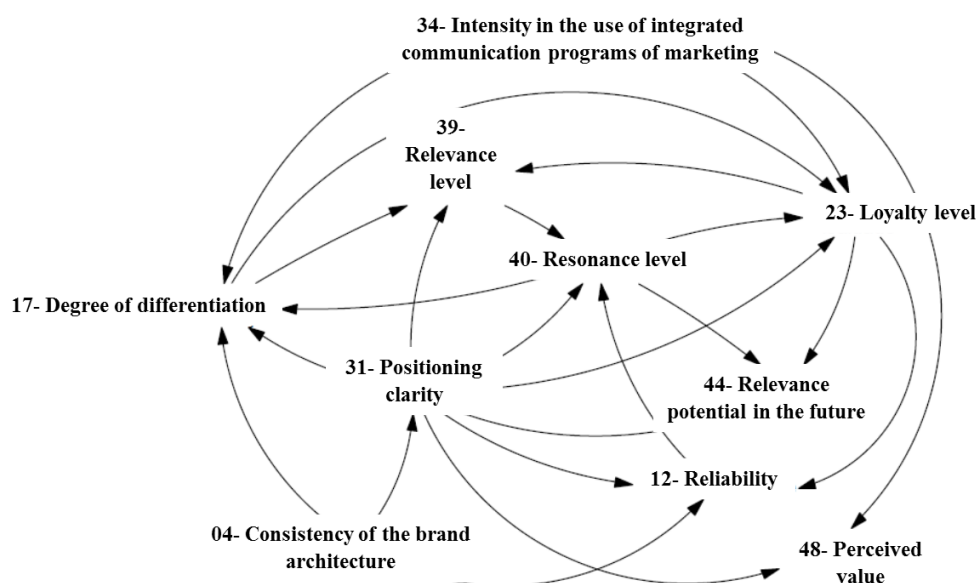 34- Intensity in the use of integrated
communication programs of marketing
39-
Relevance
level
23- Loyalty level
40- Resonance level
17- Degree of differentiation
31- Positioning
clarity
44- Relevance
potential in the future
12- Reliability
04- Consistency of the brand
architecture
48- Perceived
value